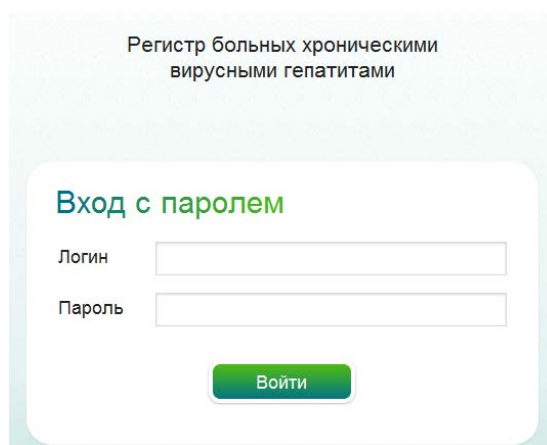 Регистр больных хроническими
вирусными гепатитами
Вход с паролем
Логин
Пароль
Войти